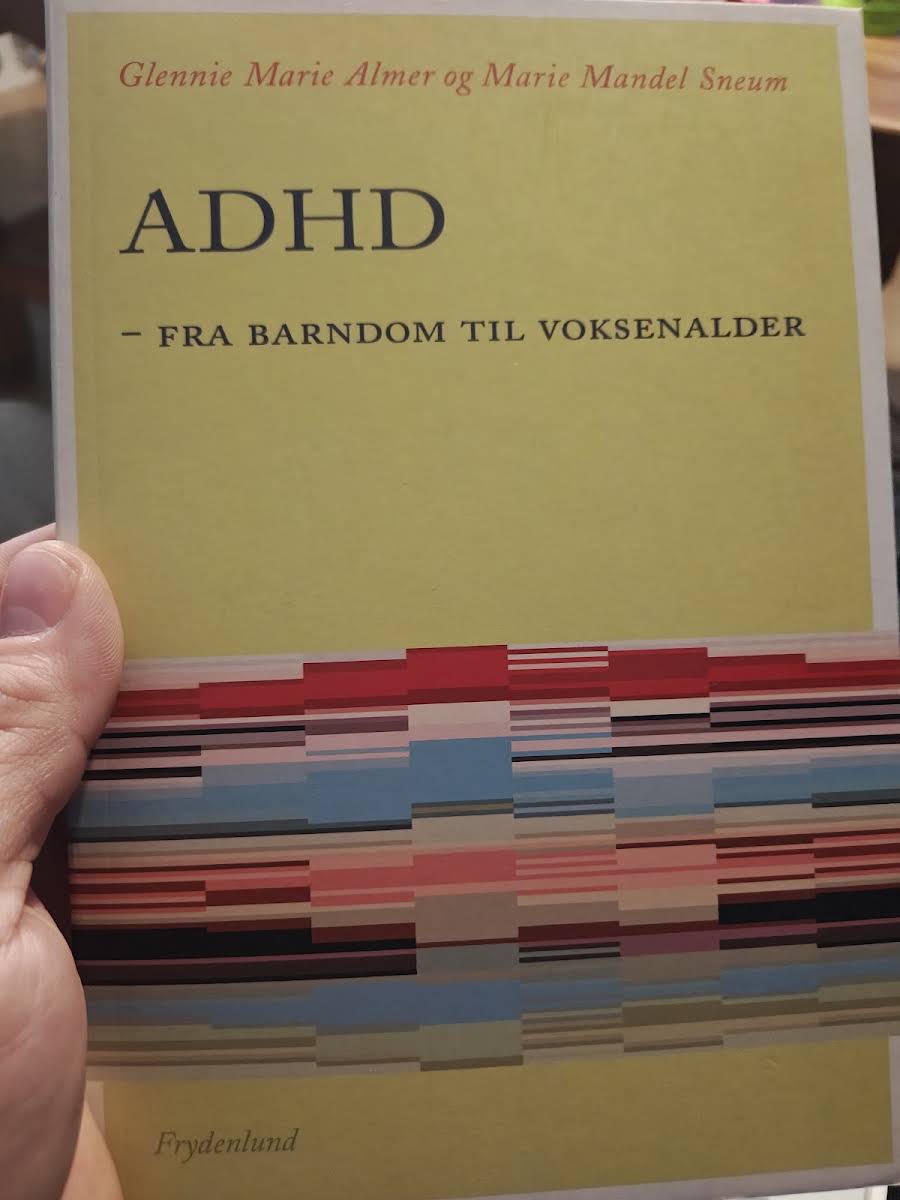 Glennie Marie Almer og Marie Mandel Sneum
ADHD
– FRA BARNDOM TIL VOKSENALDER
Frydenlund